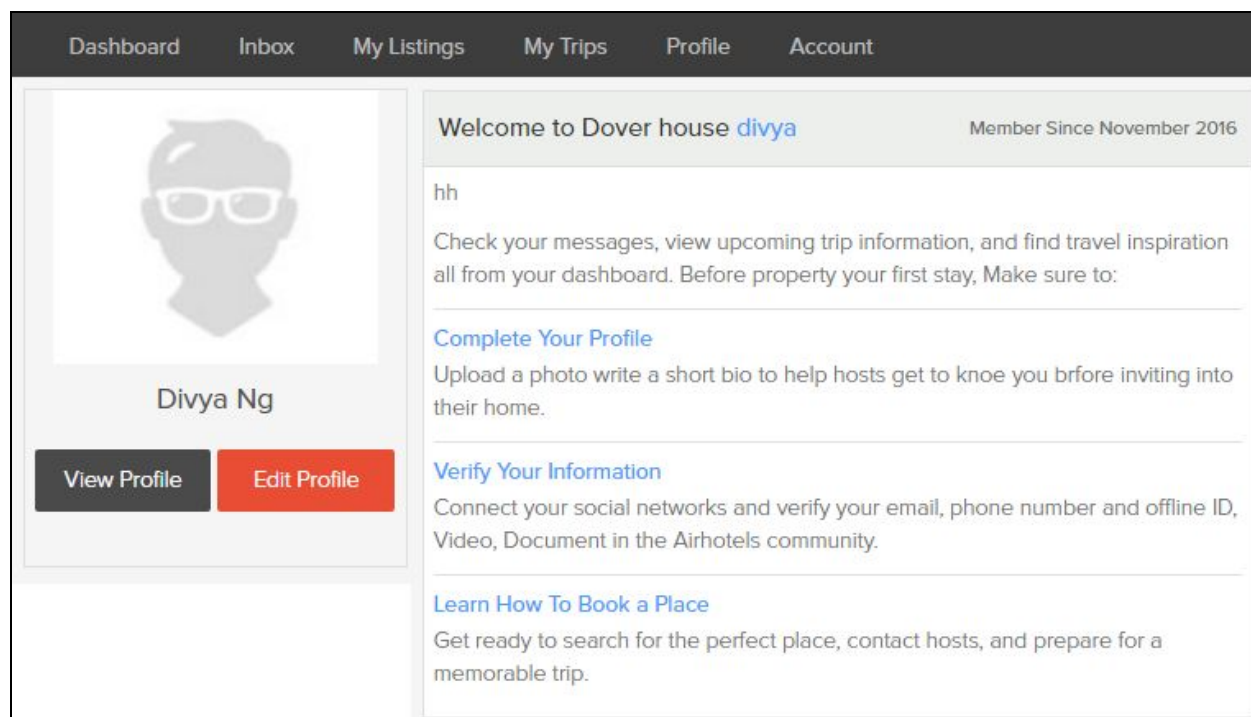 Dashboard Inbox My Listings My Trips Profile Account
Divya Ng
View Profile Edit Profile
Welcome to Dover house divya Member Since November 2016
hh
Check your messages, view upcoming trip information, and find travel inspiration
all from your dashboard. Before property your first stay, Make sure to:
Complete Your Profile
Upload a photo write a short bio to help hosts get to knoe you brfore inviting into
their home.
Verify Your Information
Connect your social networks and verify your email, phone number and offline ID,
Video, Document in the Airhotels community.
Learn How To Book a Place
Get ready to search for the perfect place, contact hosts, and prepare for a
memorable trip.